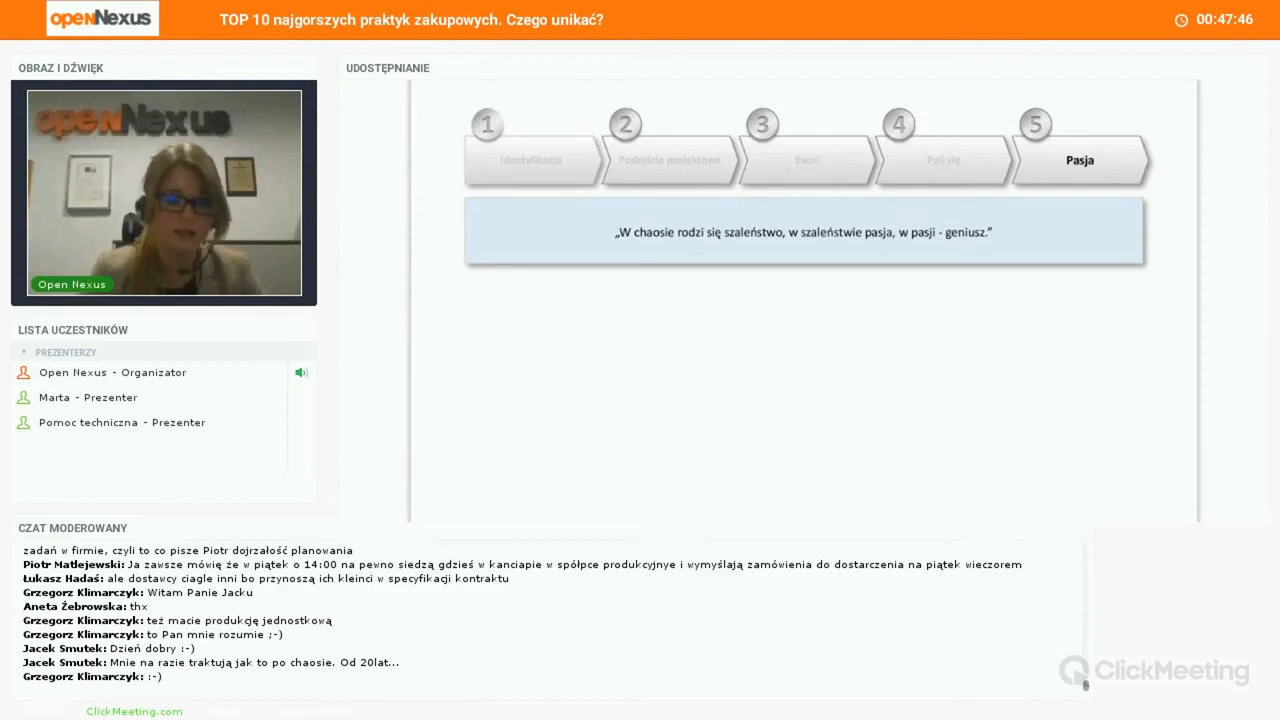 openNexus
TOP 10 najgorszych praktyk zakupowych. Czego unikać?
00:47:46
OBRAZ I DŹWIĘK
UDOSTĘPNIANIE
openNexus
Open Nexus
1
2
3
4
5
Identyfikacja
Podejście projektowe
Excel
Pali się
Pasja
„W chaosie rodzi się szaleństwo, w szaleństwie pasja, w pasji - geniusz.”
LISTA UCZESTNIKÓW
PREZENTERZY
Open Nexus - Organizator
Marta - Prezenter
Pomoc techniczna - Prezenter
CZAT MODEROWANY
zadań w firmie, czyli to co pisze Piotr dojrzałość planowania
Piotr Matlejewski: Ja zawsze mówię że w piątek o 14:00 na pewno siedzą gdzieś w kanciapie w spółpce produkcyjnye i wymyślają zamówienia do dostarczenia na piątek wieczorem
Łukasz Hadaś: ale dostawcy ciagle inni bo przynoszą ich kleinci w specyfikacji kontraktu
Grzegorz Klimarczyk: Witam Panie Jacku
Aneta Żebrowska: thx
Grzegorz Klimarczyk: też macie produkcję jednostkową
Grzegorz Klimarczyk: to Pan mnie rozumie ;-)
Jacek Smutek: Dzień dobry :-)
Jacek Smutek: Mnie na razie traktują jak to po chaosie. Od 20lat...
Grzegorz Klimarczyk: :-)
ClickMeeting
ClickMeeting.com